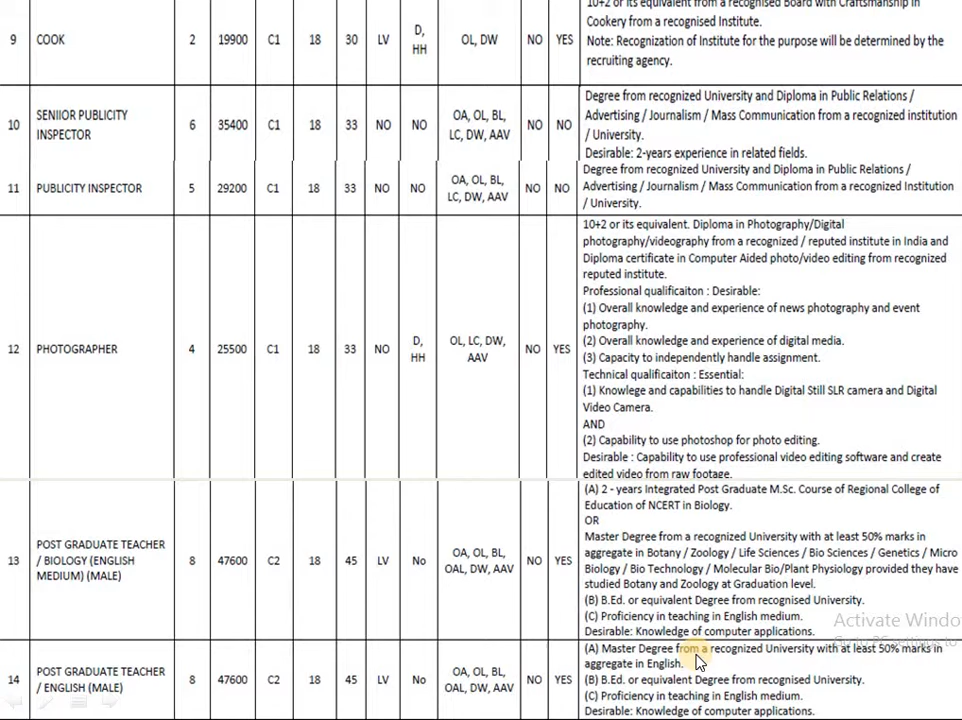 10+2 or its equivalent from a recognised Board with Craftsmanship in
Cookery from a recognised Institute.
Note: Recognization of Institute for the purpose will be determined by the
recruiting agency.
9 COOK 2 19900 C1 18 30 LV D, HH OL, DW NO YES
Degree from recognized University and Diploma in Public Relations /
Advertising / Journalism / Mass Communication from a recognized institution
/ University.
Desirable: 2-years experience in related fields.
10 SENIIOR PUBLICITY INSPECTOR 6 35400 C1 18 33 NO NO OA, OL, BL, LC, DW, AAV NO NO
Degree from recognized University and Diploma in Public Relations /
Advertising / Journalism / Mass Communication from a recognized Institution
/ University.
11 PUBLICITY INSPECTOR 5 29200 C1 18 33 NO NO OA, OL, BL, LC, DW, AAV NO NO
10+2 or its equivalent. Diploma in Photography/Digital
photography/videography from a recognized / reputed institute in India and
Diploma certificate in Computer Aided photo/video editing from recognized
reputed institute.
Professional qualificaiton : Desirable:
(1) Overall knowledge and experience of news photography and event
photography.
(2) Overall knowledge and experience of digital media.
(3) Capacity to independently handle assignment.
Technical qualificaiton : Essential:
(1) Knowlege and capabilities to handle Digital Still SLR camera and Digital
Video Camera.
AND
(2) Capability to use photoshop for photo editing.
Desirable : Capability to use professional video editing software and create
edited video from raw footage.
12 PHOTOGRAPHER 4 25500 C1 18 33 NO D, HH OL, LC, DW, AAV NO YES
(A) 2 - years Integrated Post Graduate M.Sc. Course of Regional College of
Education of NCERT in Biology.
OR
Master Degree from a recognized University with at least 50% marks in
aggregate in Botany / Zoology / Life Sciences / Bio Sciences / Genetics / Micro
Biology / Bio Technology / Molecular Bio/Plant Physiology provided they have
studied Botany and Zoology at Graduation level.
(B) B.Ed. or equivalent Degree from recognised University.
(C) Proficiency in teaching in English medium.
Desirable: Knowledge of computer applications.
13 POST GRADUATE TEACHER / BIOLOGY (ENGLISH MEDIUM) (MALE) 8 47600 C2 18 45 LV No OA, OL, BL, OAL, DW, AAV NO YES
Activate Windo
(A) Master Degree from a recognized University with at least 50% marks in
aggregate in English.
(B) B.Ed. or equivalent Degree from recognised University.
(C) Proficiency in teaching in English medium.
Desirable: Knowledge of computer applications.
14 POST GRADUATE TEACHER / ENGLISH (MALE) 8 47600 C2 18 45 LV No OA, OL, BL, OAL, DW, AAV NO YES